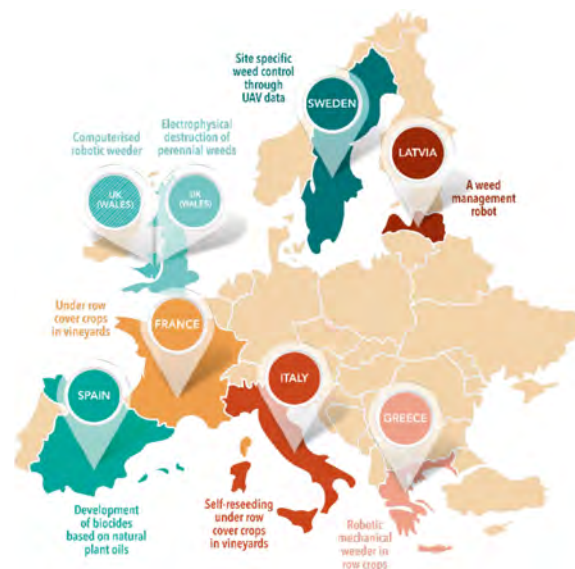 Site specific
weed control
through
UAV data
SWEDEN
Computerised
robotic weeder
Electrophysical
destruction of
perennial weeds
LATVIA
UK
(WALES)
UK
(WALES)
A weed
management
robot
Under row
cover crops
in vineyards
FRANCE
SPAIN
ITALY
GREECE
Development
of biocides
based on natural
plant oils
Self-reseeding
under row
cover crops
in vineyards
Robotic
mechanical
weeder in
row crops